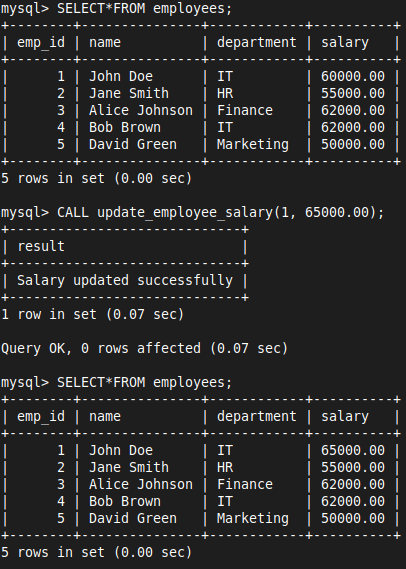 mysql> SELECT*FROM employees;
+--------+---------------+------------+----------+
| emp_id | name          | department | salary   |
+--------+---------------+------------+----------+
|      1 | John Doe      | IT         | 60000.00 |
|      2 | Jane Smith    | HR         | 55000.00 |
|      3 | Alice Johnson | Finance    | 62000.00 |
|      4 | Bob Brown     | IT         | 62000.00 |
|      5 | David Green   | Marketing  | 50000.00 |
+--------+---------------+------------+----------+
5 rows in set (0.00 sec)

mysql> CALL update_employee_salary(1, 65000.00);
+-----------------------------+
| result                      |
+-----------------------------+
| Salary updated successfully |
+-----------------------------+
1 row in set (0.07 sec)

Query OK, 0 rows affected (0.07 sec)

mysql> SELECT*FROM employees;
+--------+---------------+------------+----------+
| emp_id | name          | department | salary   |
+--------+---------------+------------+----------+
|      1 | John Doe      | IT         | 65000.00 |
|      2 | Jane Smith    | HR         | 55000.00 |
|      3 | Alice Johnson | Finance    | 62000.00 |
|      4 | Bob Brown     | IT         | 62000.00 |
|      5 | David Green   | Marketing  | 50000.00 |
+--------+---------------+------------+----------+
5 rows in set (0.00 sec)